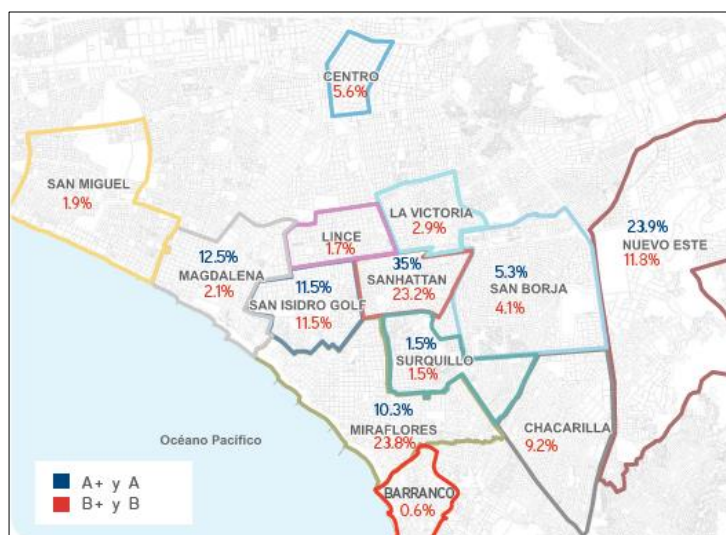 CENTRO
5.6%
SAN MIGUEL
1.9%
12.5%
MAGDALENA
2.1%
LINCE
1.7%
LA VICTORIA
2.9%
11.5%
SAN ISIDRO GOLF
11.5%
35%
SANHATTAN
23.2%
5.3%
SAN BORJA
4.1%
23.9%
NUEVO ESTE
11.8%
1.5%
SURQUILLO
1.5%
10.3%
MIRAFLORES
23.8%
CHACARILLA
9.2%
BARRANCO
0.6%
Océano Pacífico
A+ y A
B+ y B